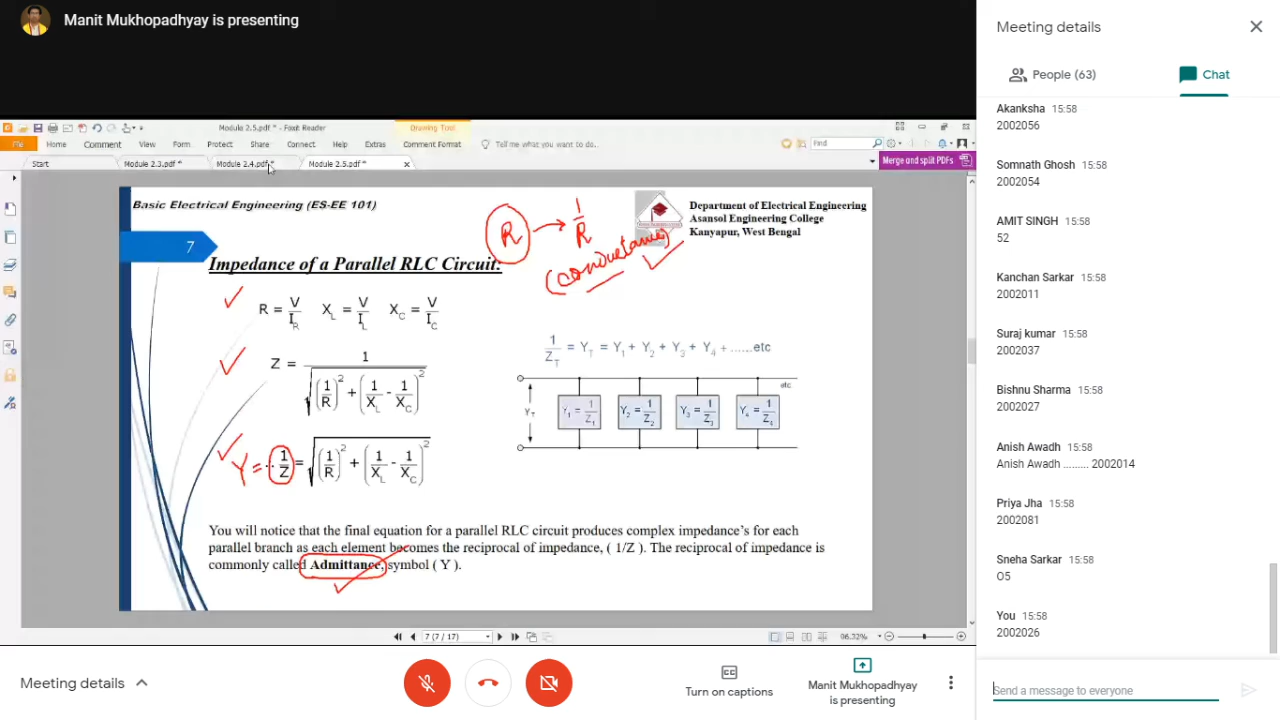 Manit Mukhopadhyay is presenting
Module 2.5.pdf * - Foxit Reader
Drawing Tool
File Home Comment View Form Protect Share Connect Help Extras Comment Format Tell me what you want to do... Find
Start Module 2.3.pdf * Module 2.4.pdf * Module 2.5.pdf * Merge and split PDFs
Basic Electrical Engineering (ES-EE 101)
Department of Electrical Engineering
Asansol Engineering College
Kanyapur, West Bengal
7
R → 1/R
(conductance)
Impedance of a Parallel RLC Circuit:
R = V/I_R X_L = V/I_L X_C = V/I_C
Z = 1/√((1/R)² + (1/X_L - 1/X_C)²)
Y = 1/Z = √((1/R)² + (1/X_L - 1/X_C)²)
1/Z_T = Y_T = Y_1 + Y_2 + Y_3 + Y_4 + ......etc
etc
Y_T Y_1 = 1/Z_1 Y_2 = 1/Z_2 Y_3 = 1/Z_3 Y_4 = 1/Z_4
You will notice that the final equation for a parallel RLC circuit produces complex impedance's for each
parallel branch as each element becomes the reciprocal of impedance, ( 1/Z ). The reciprocal of impedance is
commonly called Admittance, symbol ( Y ).
7 (7 / 17)
96.32%
Meeting details
Turn on captions
Manit Mukhopadhyay
is presenting
Meeting details
People (63)
Chat
Akanksha 15:58
2002056
Somnath Ghosh 15:58
2002054
AMIT SINGH 15:58
52
Kanchan Sarkar 15:58
2002011
Suraj kumar 15:58
2002037
Bishnu Sharma 15:58
2002027
Anish Awadh 15:58
Anish Awadh ......... 2002014
Priya Jha 15:58
2002081
Sneha Sarkar 15:58
O5
You 15:58
2002026
Send a message to everyone